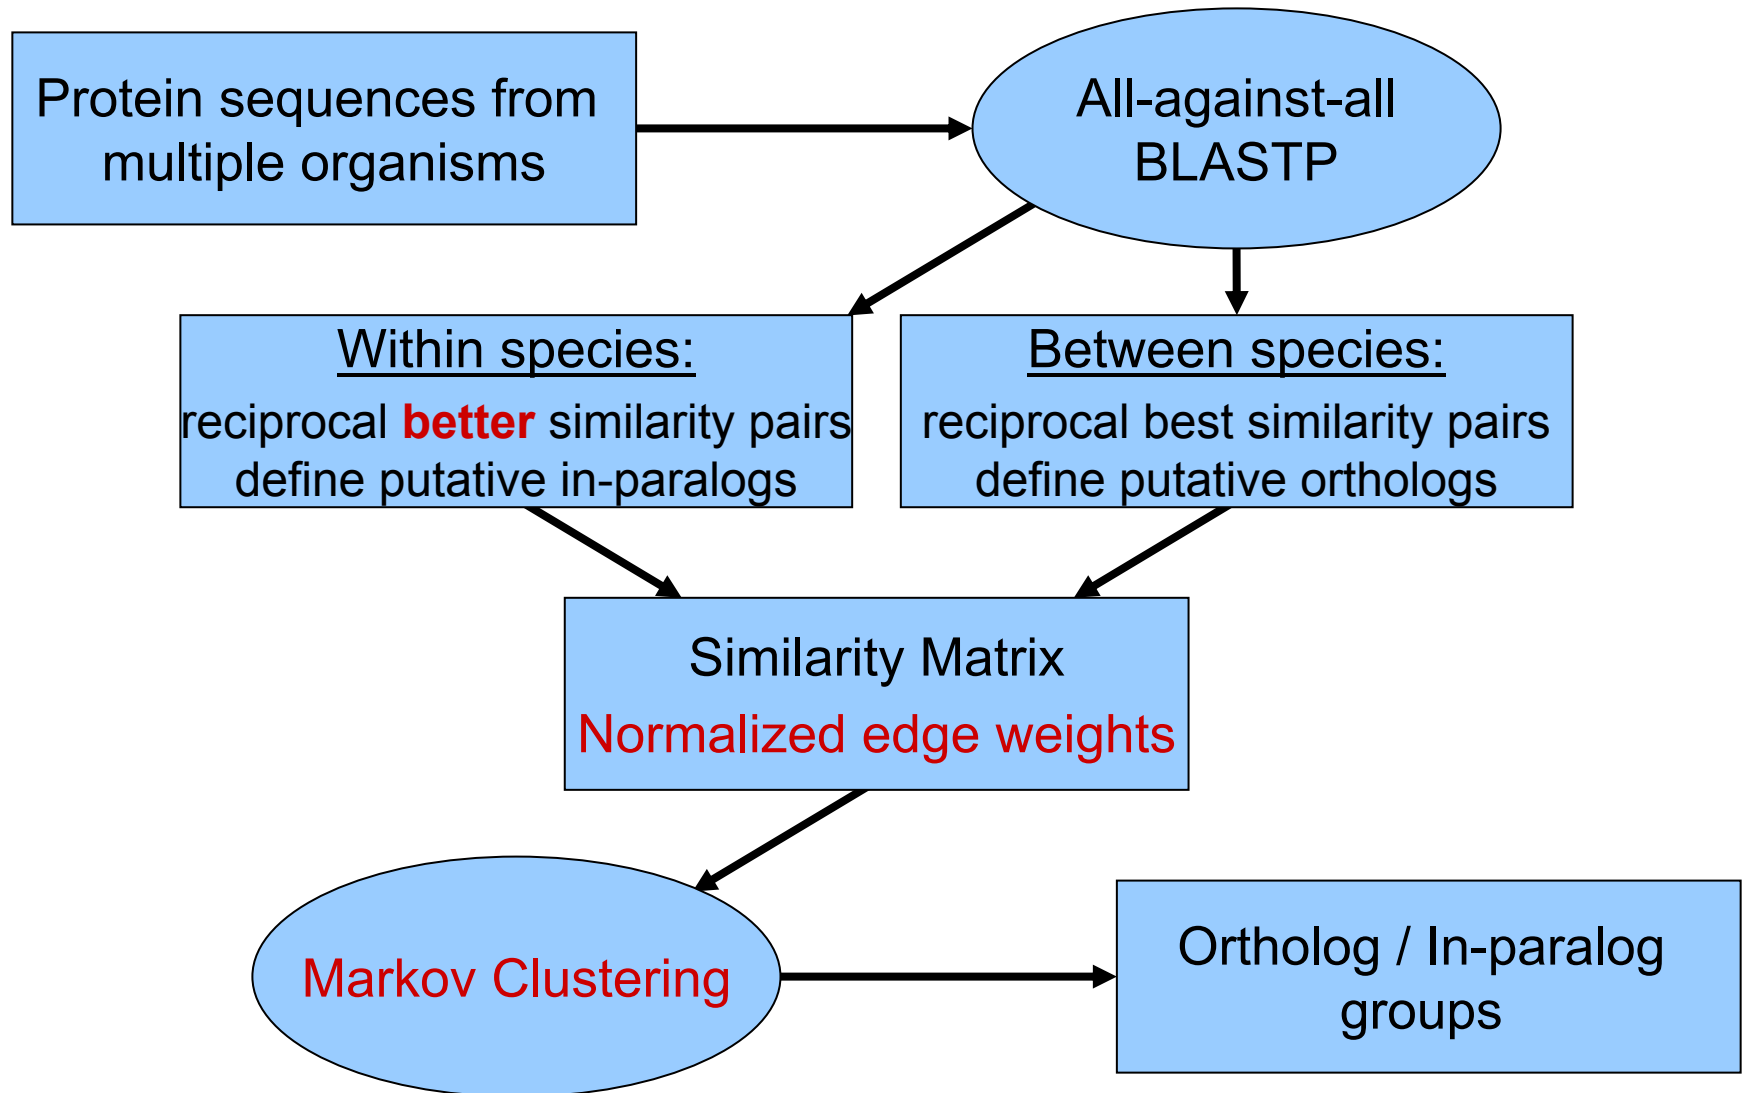 Protein sequences from
multiple organisms
All-against-all
BLASTP
Within species:
reciprocal better similarity pairs
define putative in-paralogs
Between species:
reciprocal best similarity pairs
define putative orthologs
Similarity Matrix
Normalized edge weights
Markov Clustering
Ortholog / In-paralog
groups